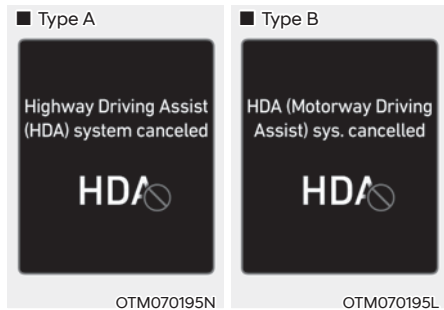 ■ Type A
Highway Driving Assist
(HDA) system canceled
HDA
OTM070195N
■ Type B
HDA (Motorway Driving
Assist) sys. cancelled
HDA
OTM070195L